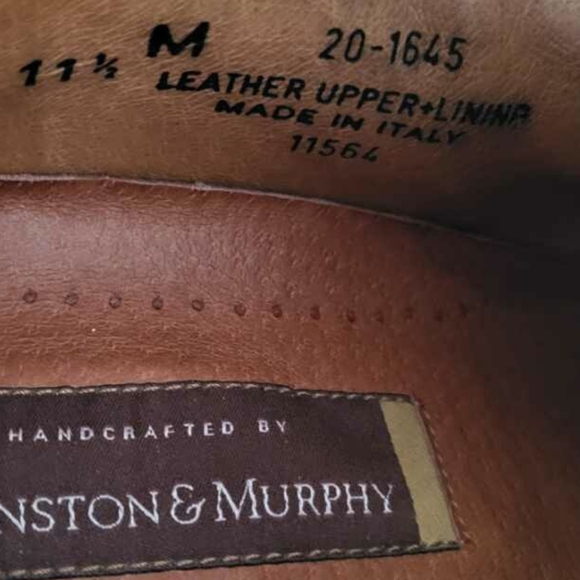 11½ M 20-1645
LEATHER UPPER+LINING
MADE IN ITALY
11564
HANDCRAFTED BY
NSTON & MURPHY